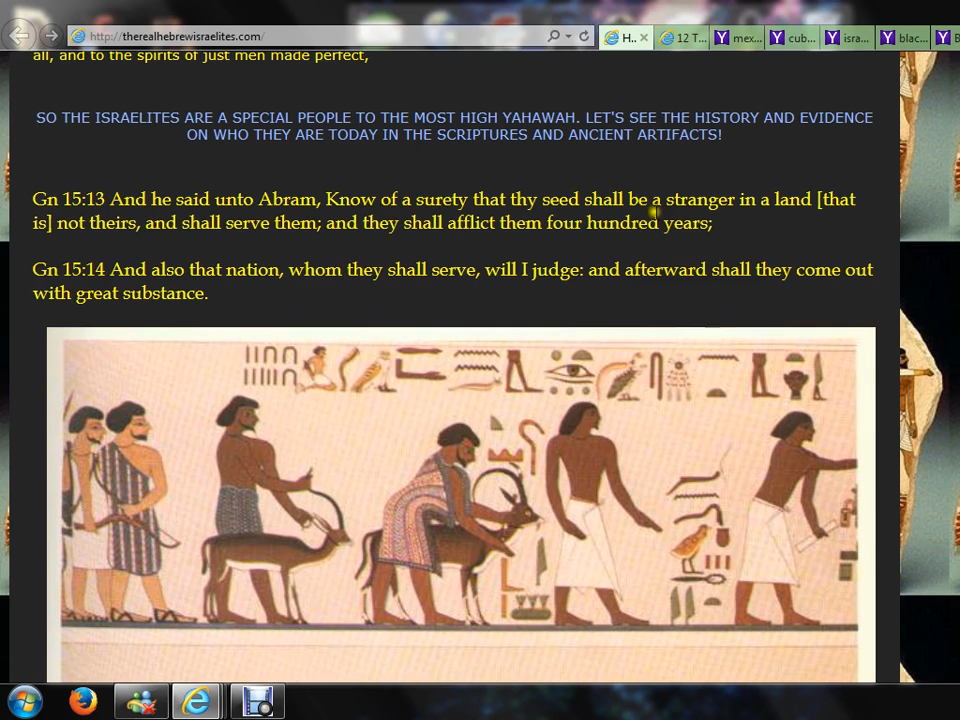 http://therealhebrewisraelites.com/
H..
12 T...
mex...
cub...
isra...
blac...
B
all, and to the spirits of just men made perfect,
SO THE ISRAELITES ARE A SPECIAL PEOPLE TO THE MOST HIGH YAHAWAH. LET'S SEE THE HISTORY AND EVIDENCE
ON WHO THEY ARE TODAY IN THE SCRIPTURES AND ANCIENT ARTIFACTS!
Gn 15:13 And he said unto Abram, Know of a surety that thy seed shall be a stranger in a land [that
is] not theirs, and shall serve them; and they shall afflict them four hundred years;
Gn 15:14 And also that nation, whom they shall serve, will I judge: and afterward shall they come out
with great substance.